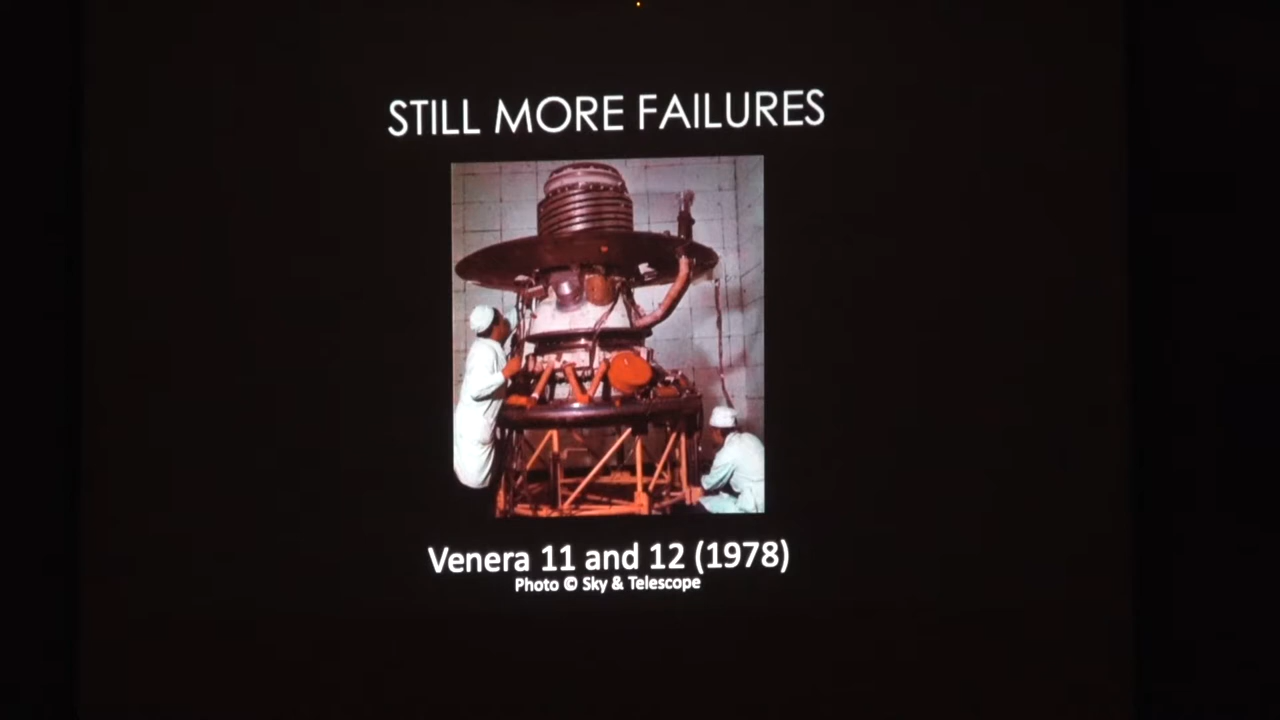 STILL MORE FAILURES
Venera 11 and 12 (1978)
Photo © Sky & Telescope